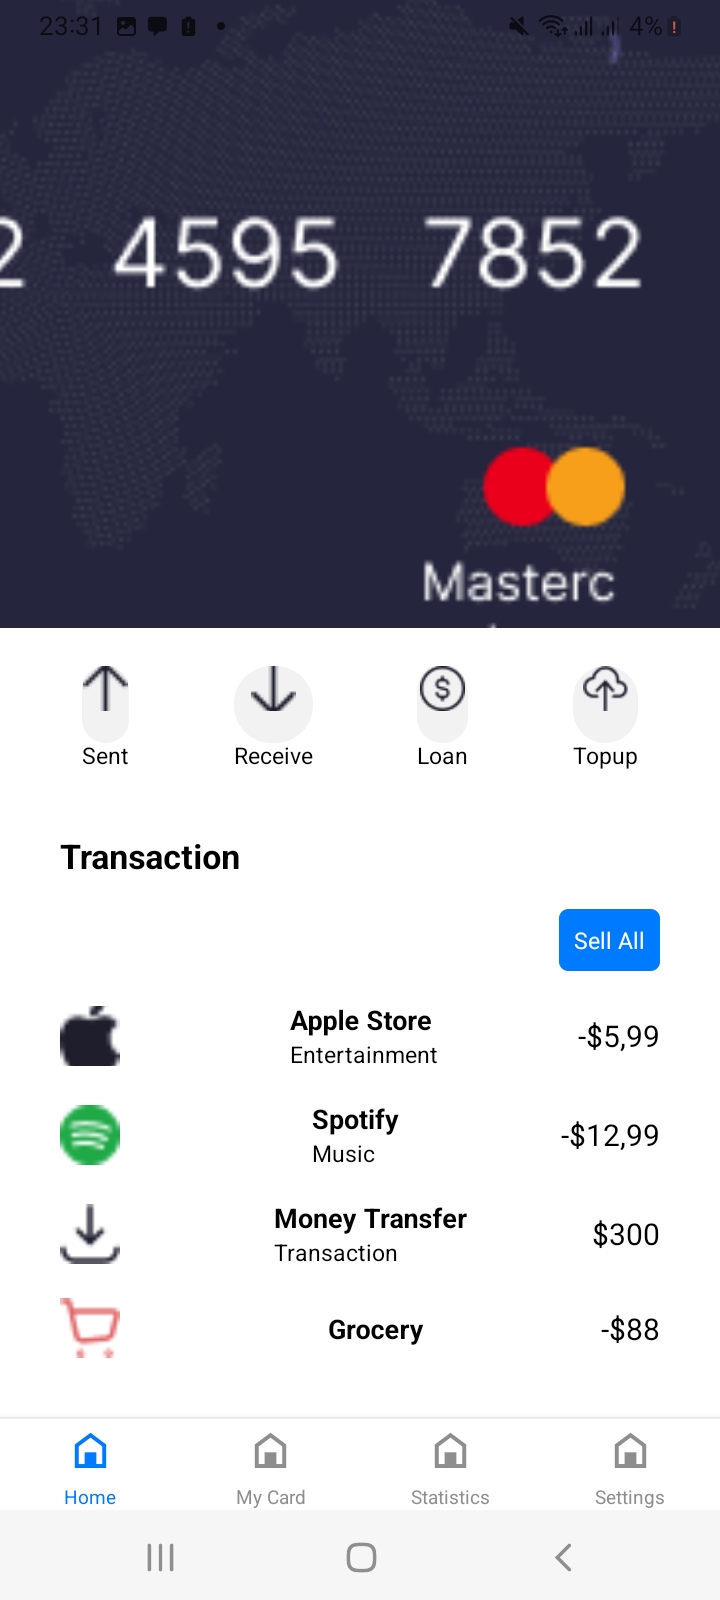 23:31 4%
2 4595 7852
Masterc
Sent Receive Loan Topup
Transaction
Sell All
Apple Store
Entertainment
-$5,99
Spotify
Music
-$12,99
Money Transfer
Transaction
$300
Grocery
-$88
Home My Card Statistics Settings